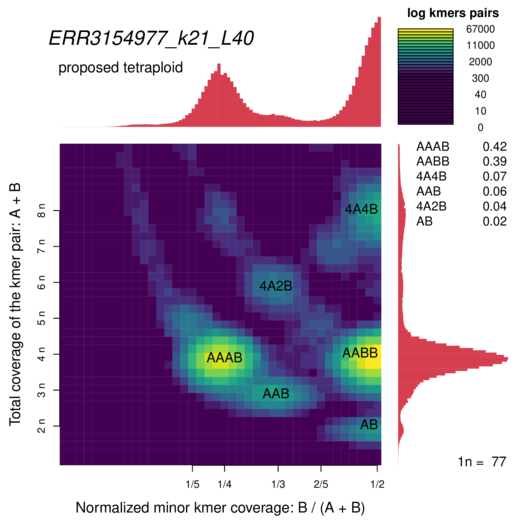 ERR3154977_k21_L40
proposed tetraploid
log kmers pairs
67000
11000
2000
300
40
10
0
AAAB 0.42
AABB 0.39
4A4B 0.07
AAB 0.06
4A2B 0.04
AB 0.02
Total coverage of the kmer pair: A + B
8 n
7 n
6 n
5 n
4 n
3 n
2 n
4A4B
4A2B
AAAB
AABB
AAB
AB
1n = 77
1/5
1/4
1/3
2/5
1/2
Normalized minor kmer coverage: B / (A + B)